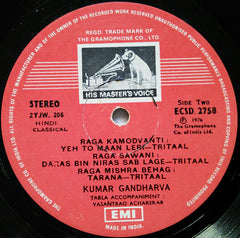 REGD. TRADE MARK OF
THE GRAMOPHONE CO. LTD.
HIS MASTER'S VOICE
STEREO
2YJW. 206
HINDI
CLASSICAL
SIDE TWO
ECSD. 2758
℗ 1976
The Gramophone
Co. of India Ltd.
RAGA KAMODVANTI:
YEH TO MAAN LEBI—TRITAAL
RAGA SAWANI:
DARAS BIN NIRAS SAB LAGE—TRITAAL
RAGA MISHRA BEHAG:
TARANA—TRITAAL
KUMAR GANDHARVA
TABLA ACCOMPANIMENT:
VASANTRAO ACHAREKAR
EMI
MADE IN INDIA